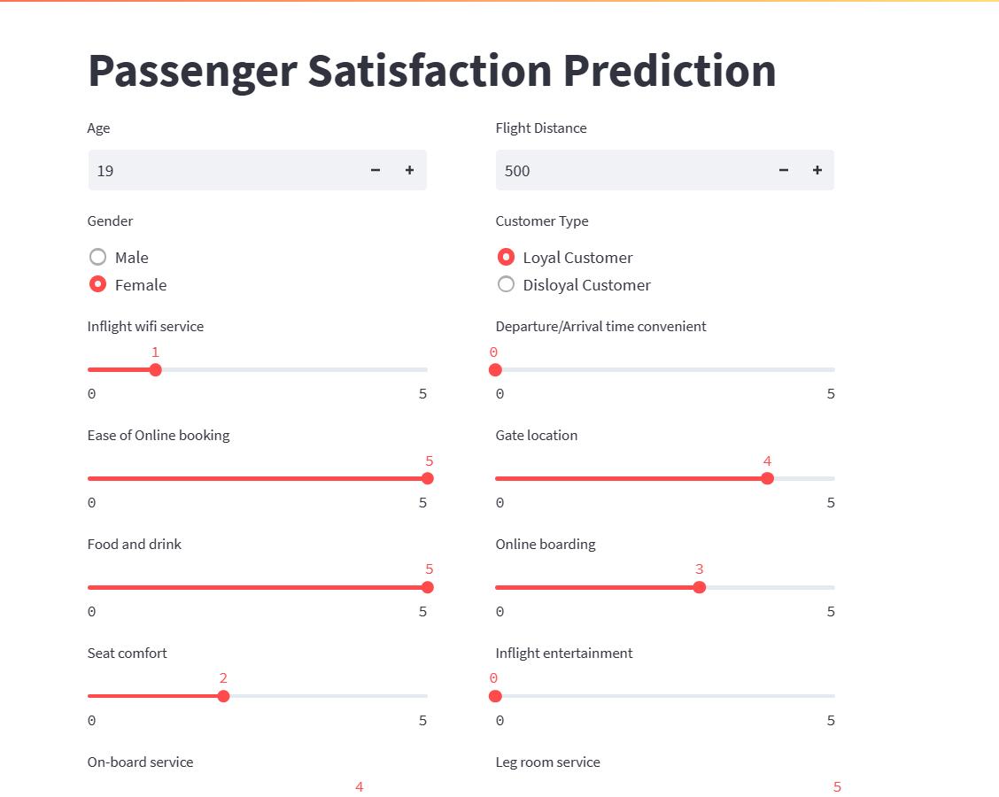 Passenger Satisfaction Prediction
Age Flight Distance
19 − + 500 − +
Gender Customer Type
Male Loyal Customer
Female Disloyal Customer
Inflight wifi service Departure/Arrival time convenient
1 0
0 5 0 5
Ease of Online booking Gate location
5 4
0 5 0 5
Food and drink Online boarding
5 3
0 5 0 5
Seat comfort Inflight entertainment
2 0
0 5 0 5
On-board service Leg room service
4 5